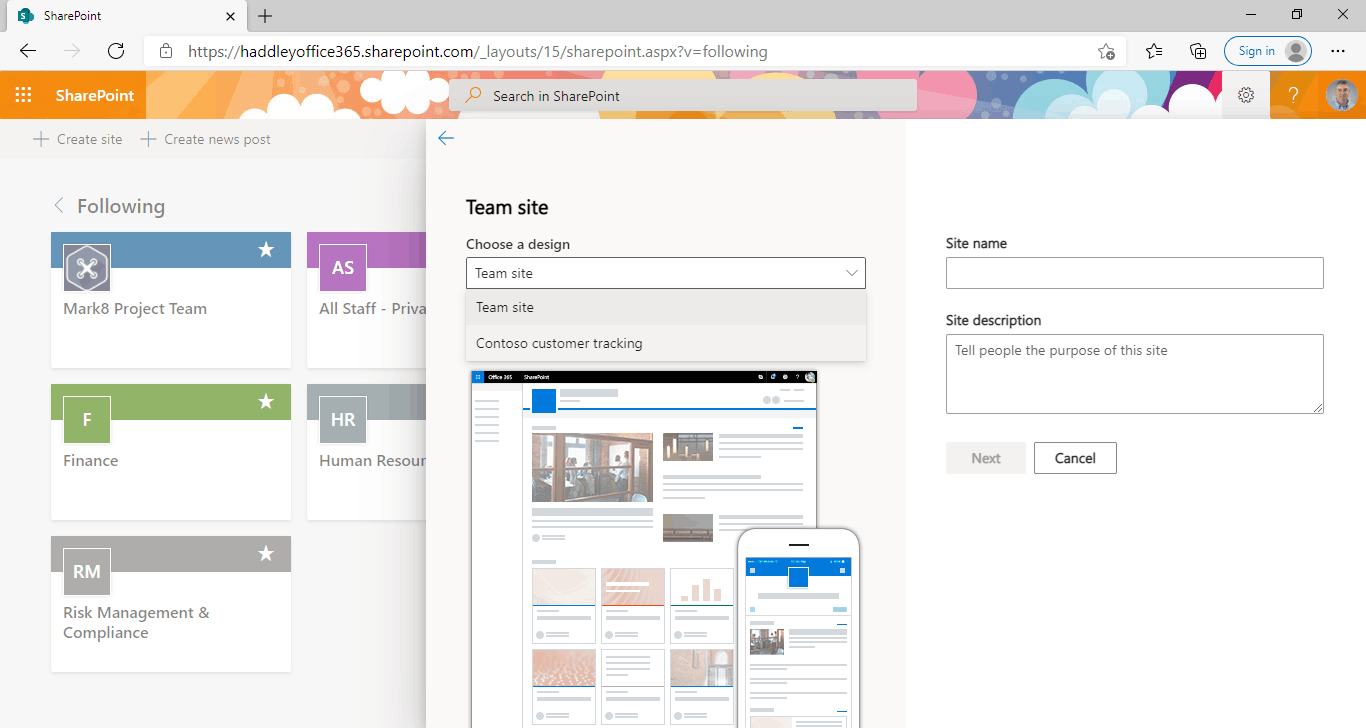 SharePoint
https://haddleyoffice365.sharepoint.com/_layouts/15/sharepoint.aspx?v=following
Sign in
SharePoint
Search in SharePoint
?
Create site
Create news post
Following
Mark8 Project Team
AS
All Staff - Priva
F
Finance
HR
Human Resour
RM
Risk Management &
Compliance
Team site
Choose a design
Team site
Team site
Contoso customer tracking
Office 365
SharePoint
Site name
Site description
Tell people the purpose of this site
Next
Cancel